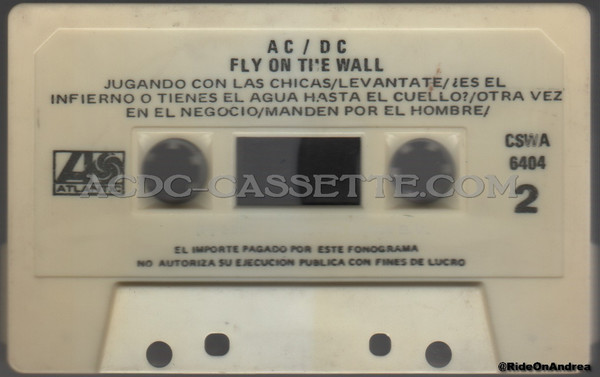 AC/DC
FLY ON THE WALL
JUGANDO CON LAS CHICAS/LEVANTATE/¿ES EL
INFIERNO O TIENES EL AGUA HASTA EL CUELLO?/OTRA VEZ
EN EL NEGOCIO/MANDEN POR EL HOMBRE/
CSWA
6404
2
ATLANTIC
ACDC-CASSETTE.COM
EL IMPORTE PAGADO POR ESTE FONOGRAMA
NO AUTORIZA SU EJECUCION PUBLICA CON FINES DE LUCRO
@RideOnAndrea